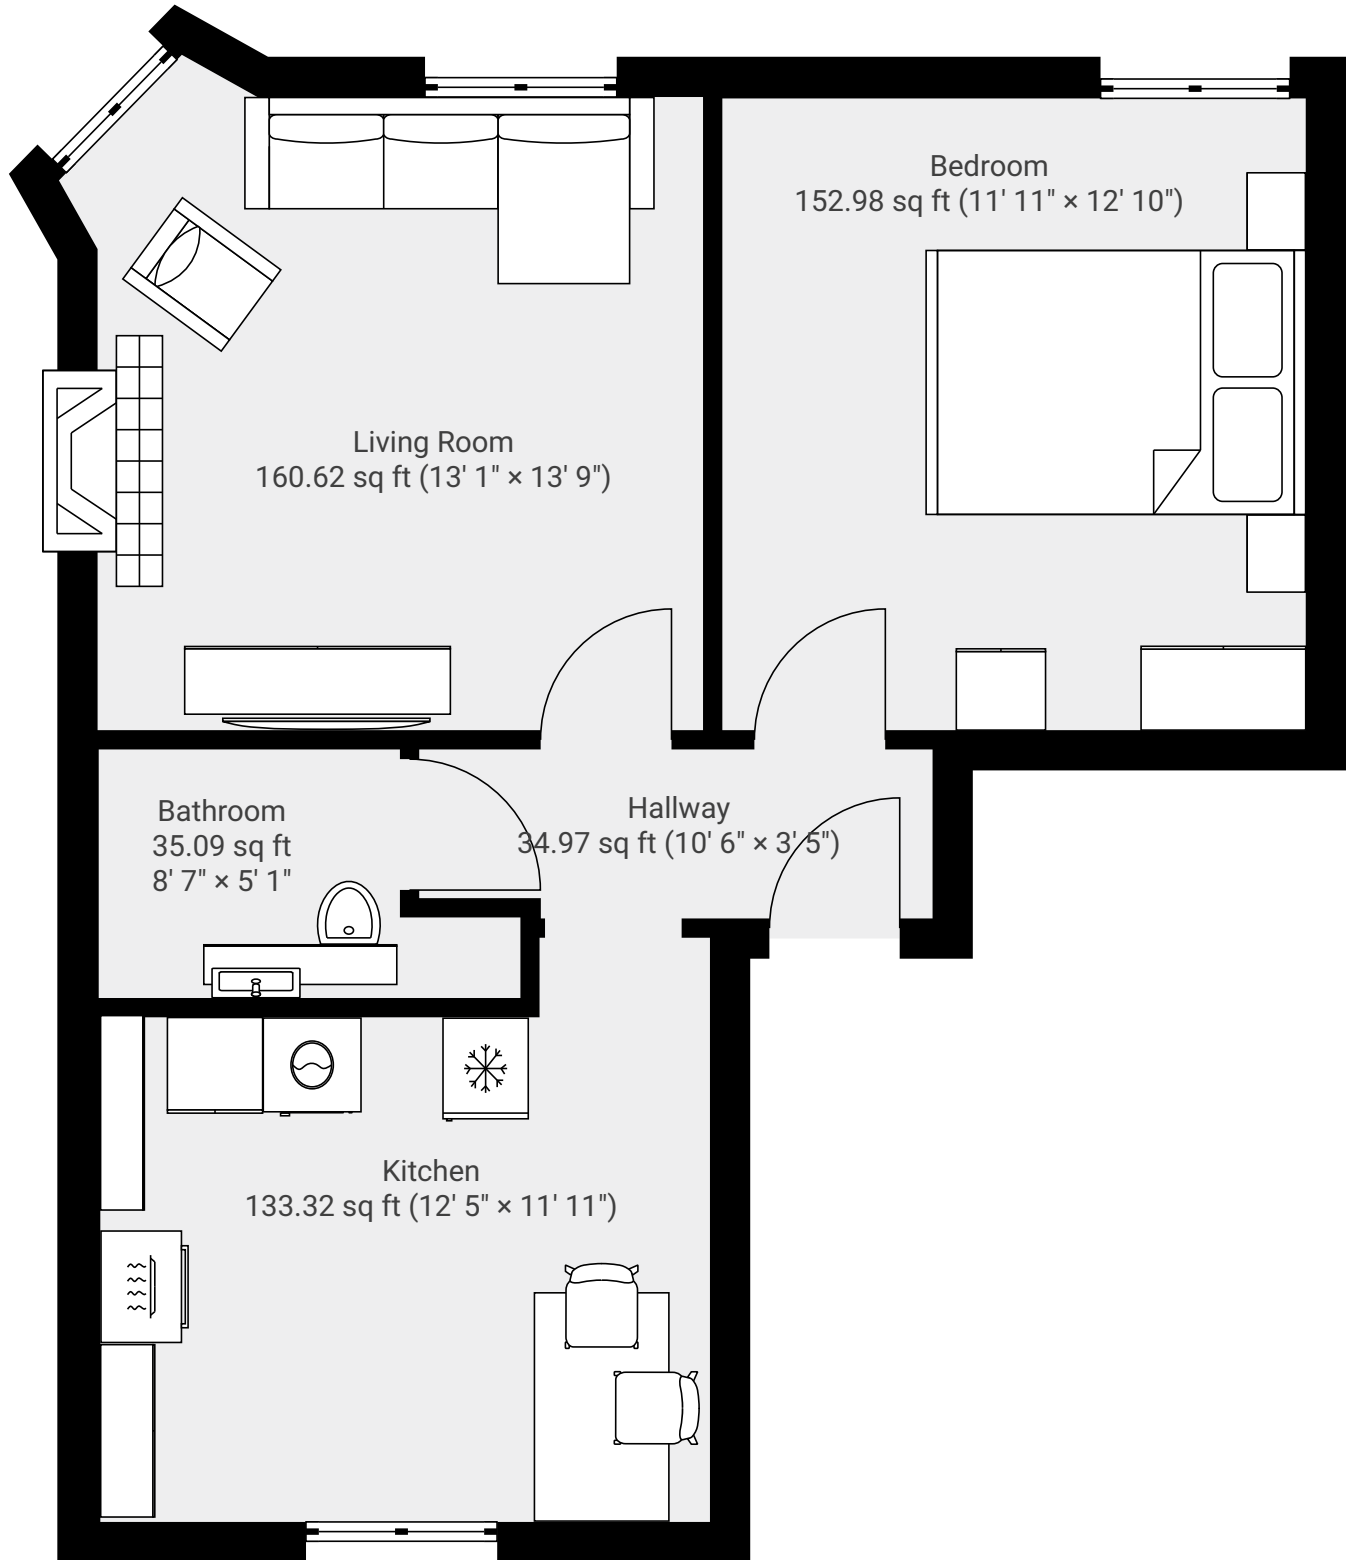 Bedroom
152.98 sq ft (11' 11" × 12' 10")
Living Room
160.62 sq ft (13' 1" × 13' 9")
Bathroom
35.09 sq ft
8' 7" × 5' 1"
Hallway
34.97 sq ft (10' 6" × 3' 5")
Kitchen
133.32 sq ft (12' 5" × 11' 11")